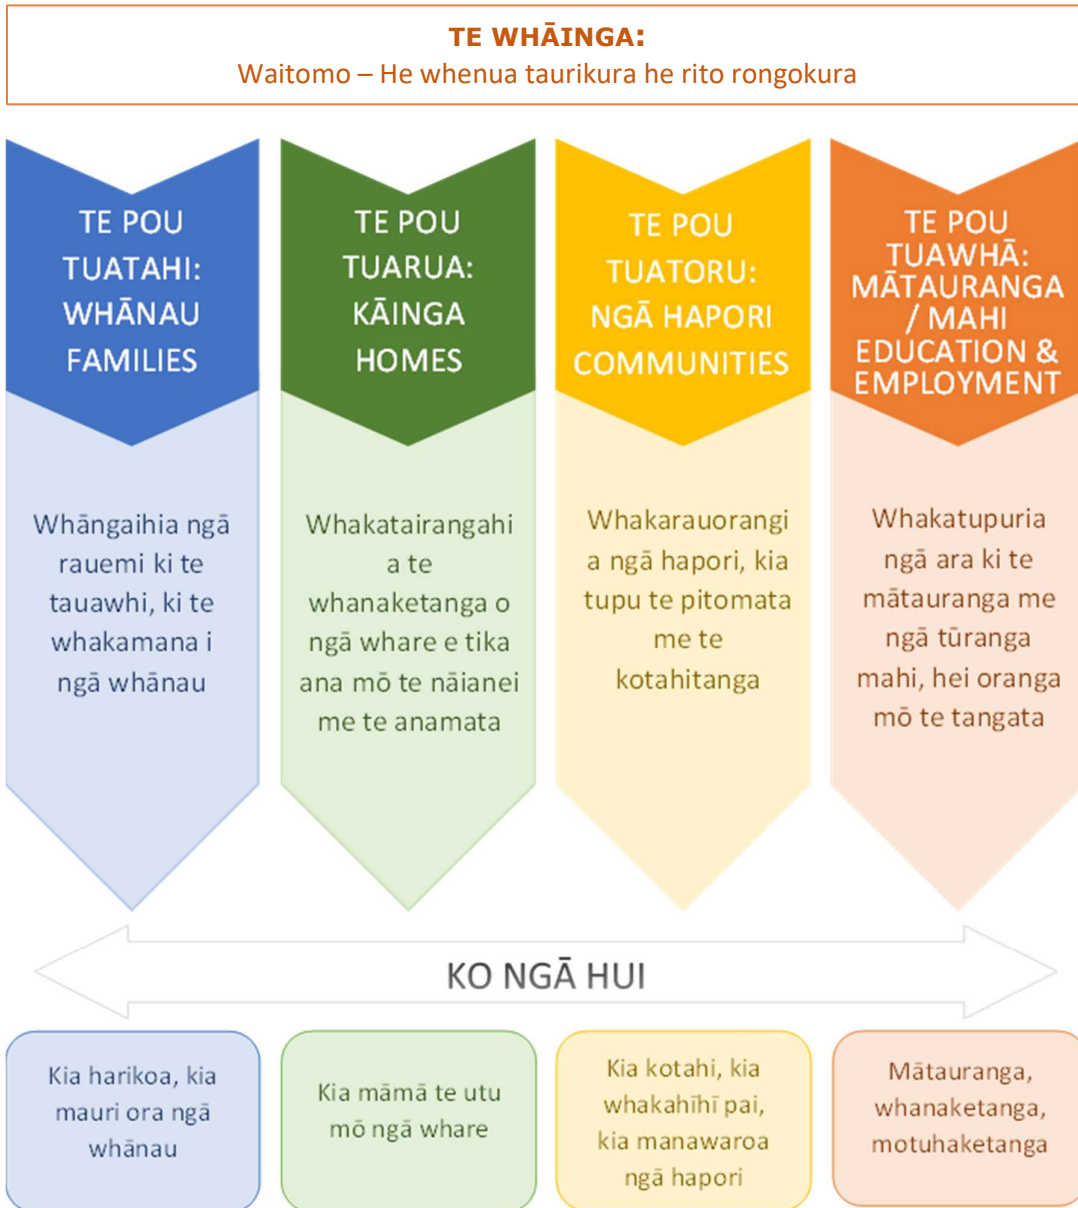 TE WHĀINGA:
Waitomo – He whenua taurikura he rito rongokura
TE POU
TUATAHI:
WHĀNAU
FAMILIES
Whāngaihia ngā
rauemi ki te
tauawhi, ki te
whakamana i
ngā whānau
TE POU
TUARUA:
KĀINGA
HOMES
Whakatairangahi
a te
whanaketanga o
ngā whare e tika
ana mō te nāianei
me te anamata
TE POU
TUATORU:
NGĀ HAPORI
COMMUNITIES
Whakarauorangi
a ngā hapori, kia
tupu te pitomata
me te
kotahitanga
TE POU
TUAWHĀ:
MĀTAURANGA
/ MAHI
EDUCATION &
EMPLOYMENT
Whakatupuria
ngā ara ki te
mātauranga me
ngā tūranga
mahi, hei oranga
mō te tangata
KO NGĀ HUI
Kia harikoa, kia
mauri ora ngā
whānau
Kia māmā te utu
mō ngā whare
Kia kotahi, kia
whakahīhī pai,
kia manawaroa
ngā hapori
Mātauranga,
whanaketanga,
motuhaketanga